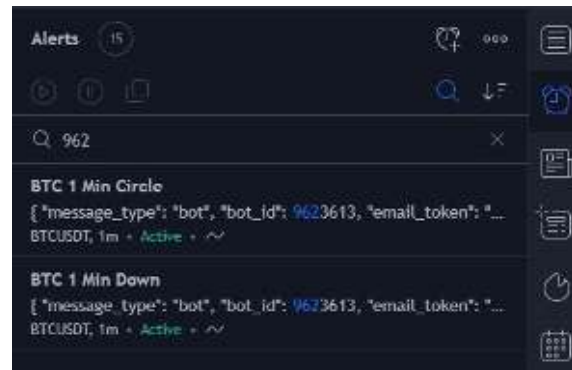 Alerts 15
962
BTC 1 Min Circle
{ "message_type": "bot", "bot_id": 9623613, "email_token": "...
BTCUSDT, 1m • Active •
BTC 1 Min Down
{ "message_type": "bot", "bot_id": 9623613, "email_token": "...
BTCUSDT, 1m • Active •